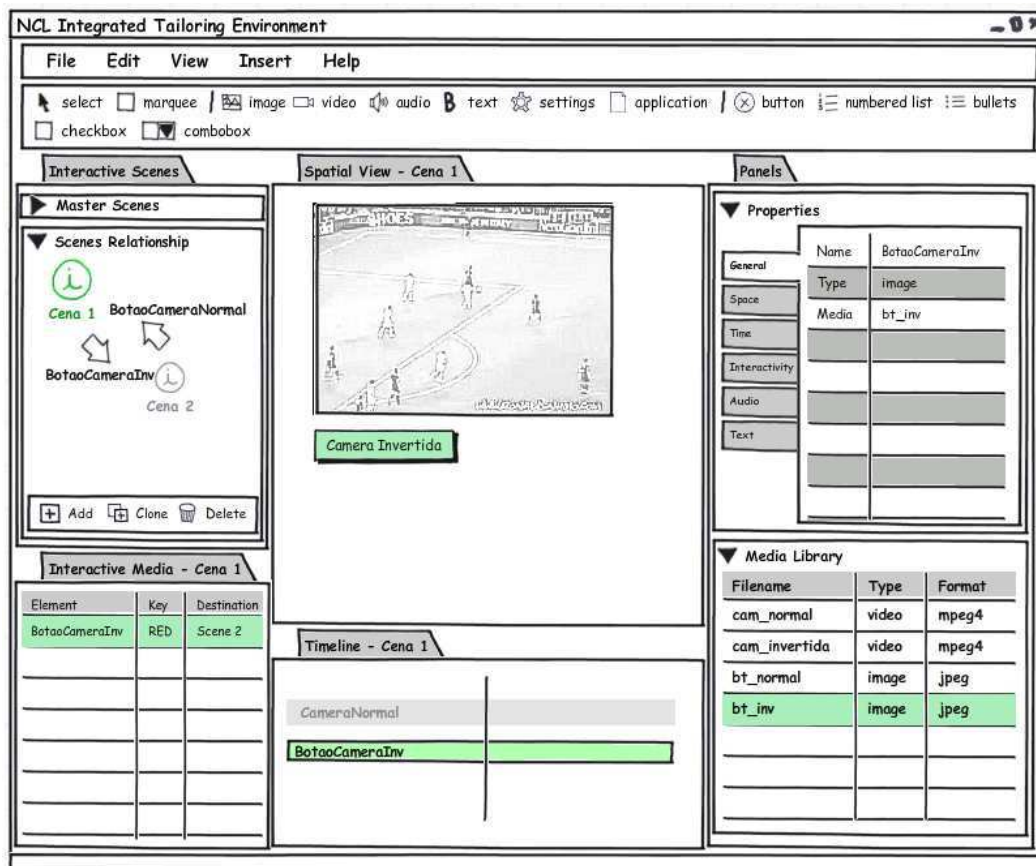 NCL Integrated Tailoring Environment
File Edit View Insert Help
select marquee image video audio B text settings application button numbered list bullets
checkbox combobox
Interactive Scenes
Master Scenes
Scenes Relationship
Cena 1
BotaoCameraNormal
BotaoCameraInv
Cena 2
Add Clone Delete
Interactive Media - Cena 1
Element Key Destination
BotaoCameraInv RED Scene 2
Spatial View - Cena 1
SHOES
Camera Invertida
Timeline - Cena 1
CameraNormal
BotaoCameraInv
Panels
Properties
General
Space
Time
Interactivity
Audio
Text
Name BotaoCameraInv
Type image
Media bt_inv
Media Library
Filename Type Format
cam_normal video mpeg4
cam_invertida video mpeg4
bt_normal image jpeg
bt_inv image jpeg